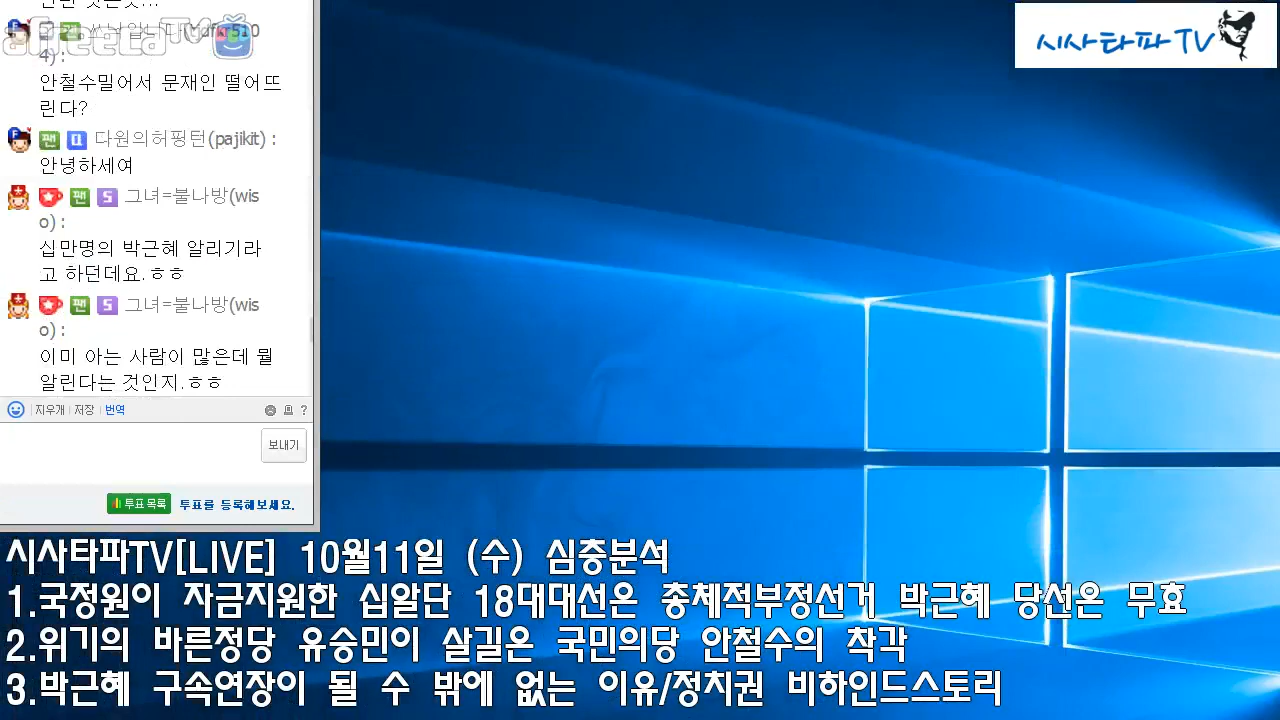 afreecaTV
4) :
안철수밀어서 문재인 떨어뜨
린다?
팬 다원의허핑턴(pajikit) :
안녕하세여
팬 S 그녀=불나방(wis
o) :
십만명의 박근혜 알리기라
고 하던데요.ㅎㅎ
팬 S 그녀=불나방(wis
o) :
이미 아는 사람이 많은데 뭘
알린다는 것인지.ㅎㅎ
지우개 저장 번역 ?
보내기
투표 목록 투표를 등록해보세요.
시사타파TV
시사타파TV[LIVE] 10월11일 (수) 심층분석
1.국정원이 자금지원한 십알단 18대대선은 총체적부정선거 박근혜 당선은 무효
2.위기의 바른정당 유승민이 살길은 국민의당 안철수의 착각
3.박근혜 구속연장이 될 수 밖에 없는 이유/정치권 비하인드스토리